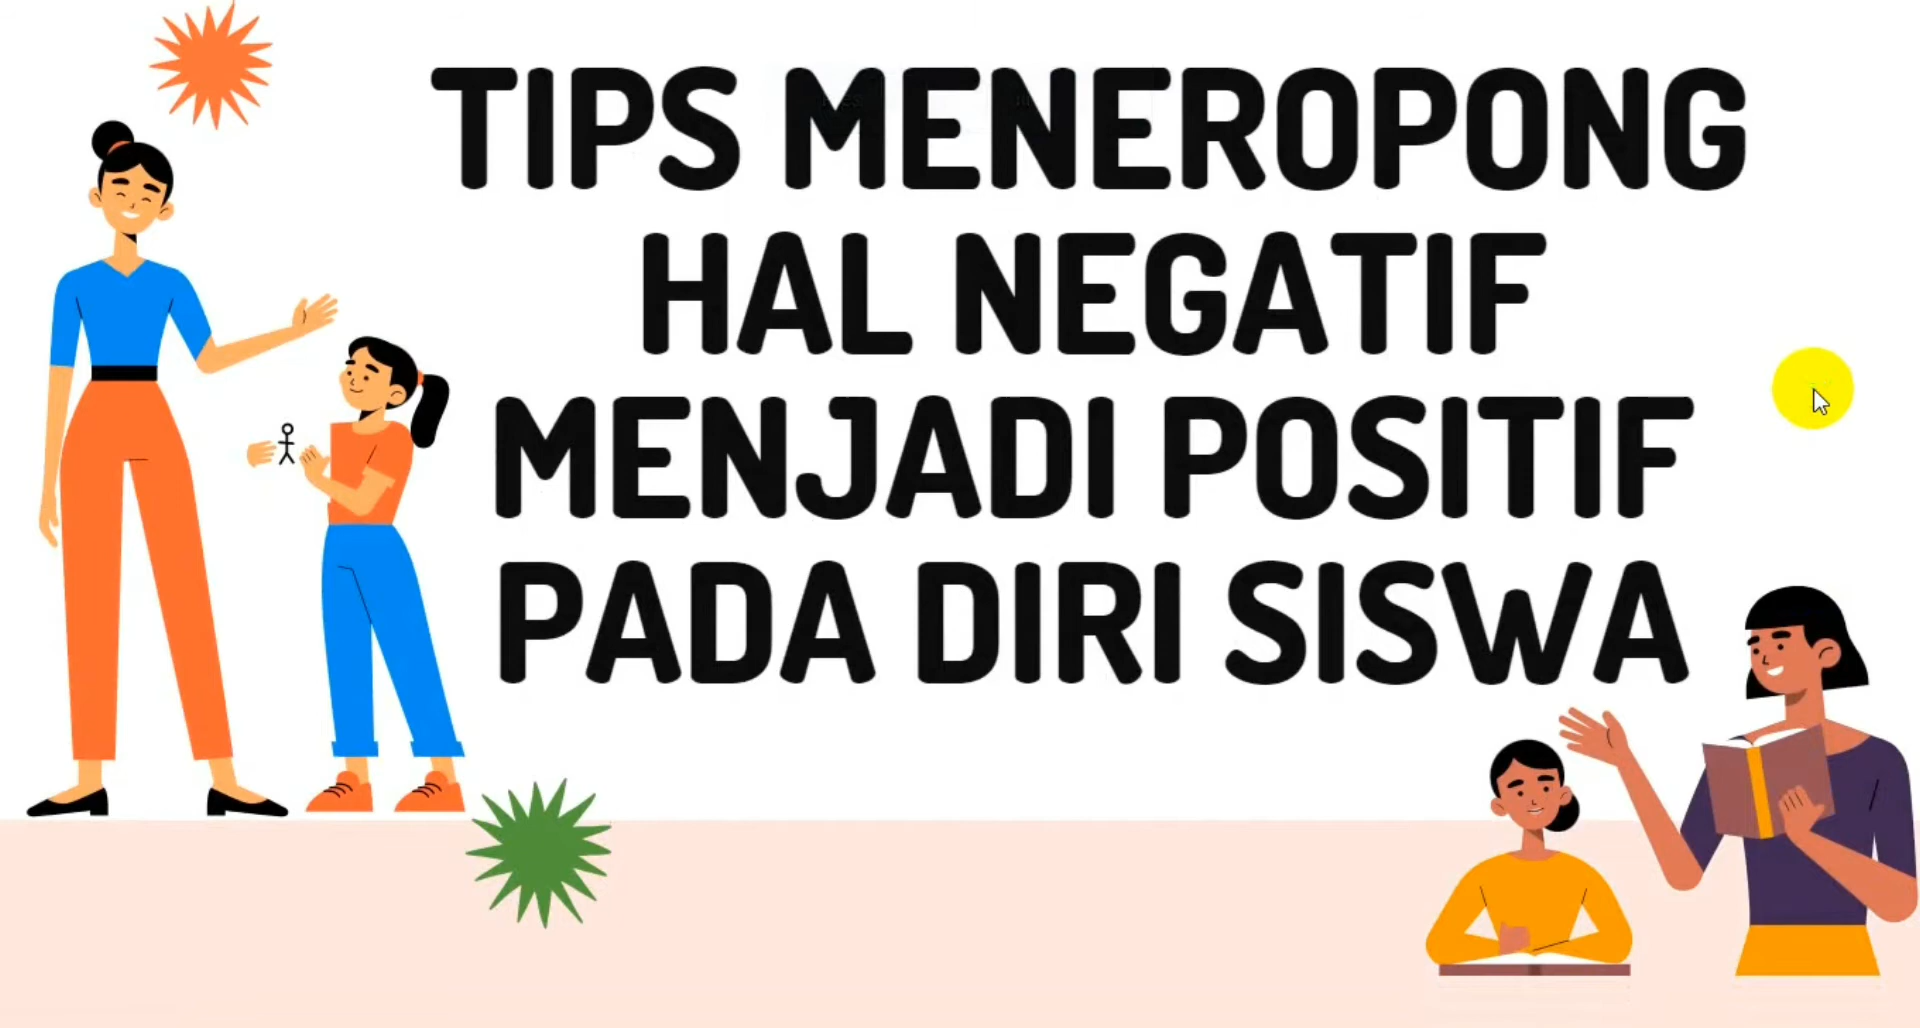 TIPS MENEROPONG
HAL NEGATIF
MENJADI POSITIF
PADA DIRI SISWA